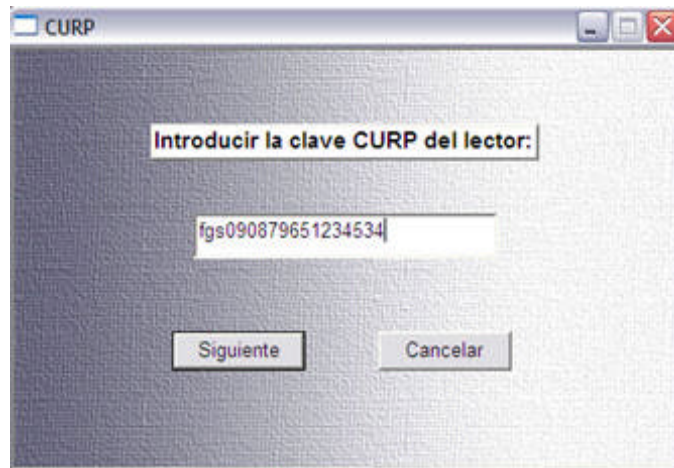 CURP
Introducir la clave CURP del lector:
fgs090879651234534
Siguiente
Cancelar